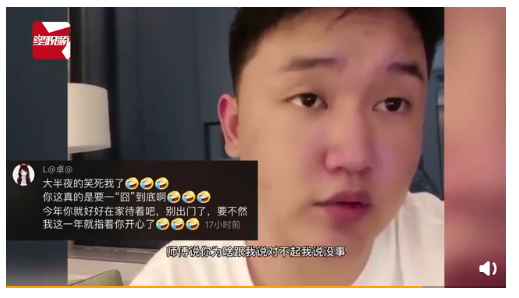 L@卓@
大半夜的笑死我了🤣🤣🤣
你这真的是要一“囧”到底啊🤣🤣🤣
今年你就好好在家待着吧，别出门了，要不然
我这一年就指着你开心了🤣🤣🤣 17小时前
师傅说你为啥跟我说对不起我说没事